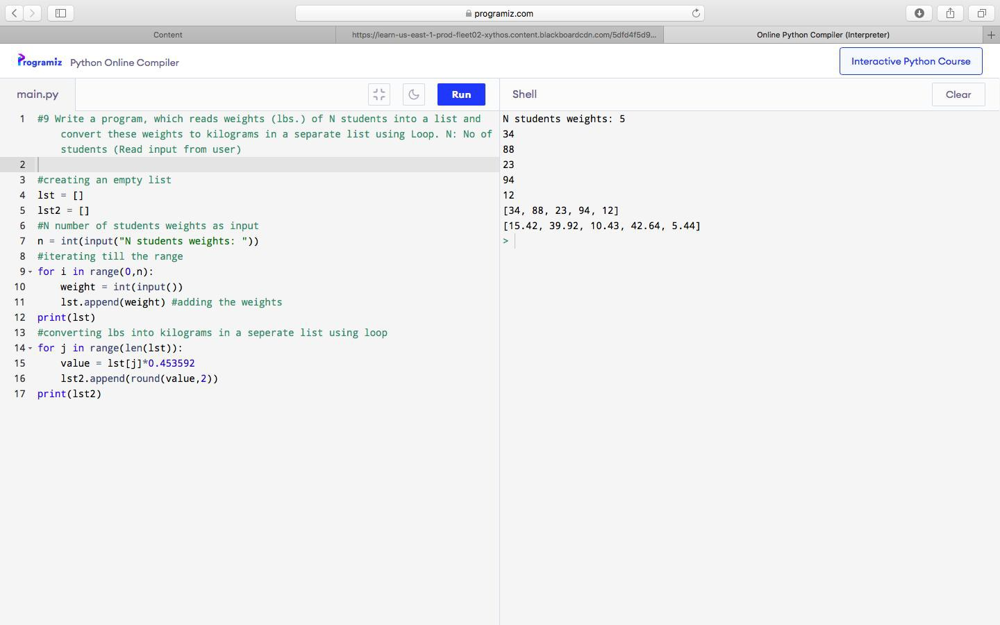 programiz.com
Content
https://learn-us-east-1-prod-fleet02-xythos.content.blackboardcdn.com/5dfd4f5d9...
Online Python Compiler (Interpreter)
Programiz Python Online Compiler
Interactive Python Course
main.py
Run
1 #9 Write a program, which reads weights (lbs.) of N students into a list and
convert these weights to kilograms in a separate list using Loop. N: No of
students (Read input from user)
2
3 #creating an empty list
4 lst = []
5 lst2 = []
6 #N number of students weights as input
7 n = int(input("N students weights: "))
8 #iterating till the range
9 for i in range(0,n):
10     weight = int(input())
11     lst.append(weight) #adding the weights
12 print(lst)
13 #converting lbs into kilograms in a seperate list using loop
14 for j in range(len(lst)):
15     value = lst[j]*0.453592
16     lst2.append(round(value,2))
17 print(lst2)
Shell
Clear
N students weights: 5
34
88
23
94
12
[34, 88, 23, 94, 12]
[15.42, 39.92, 10.43, 42.64, 5.44]
>